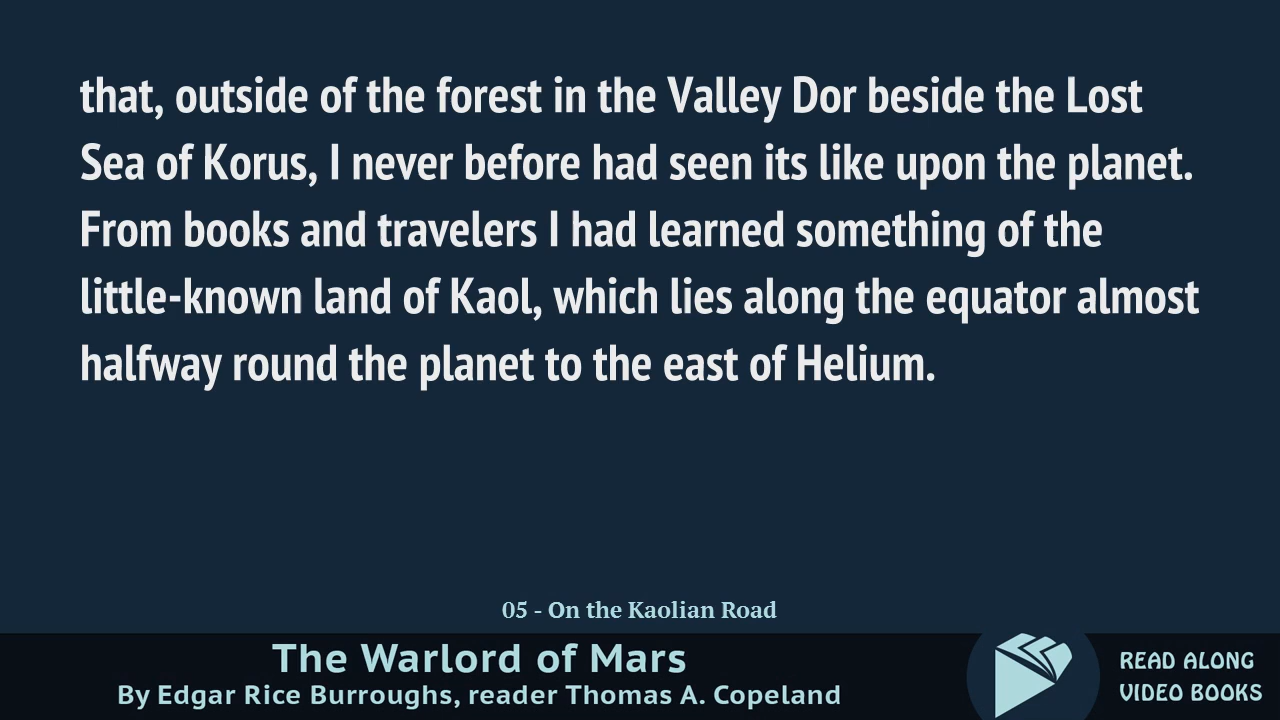 that, outside of the forest in the Valley Dor beside the Lost
Sea of Korus, I never before had seen its like upon the planet.
From books and travelers I had learned something of the
little-known land of Kaol, which lies along the equator almost
halfway round the planet to the east of Helium.
05 - On the Kaolian Road
The Warlord of Mars
By Edgar Rice Burroughs, reader Thomas A. Copeland
READ ALONG
VIDEO BOOKS